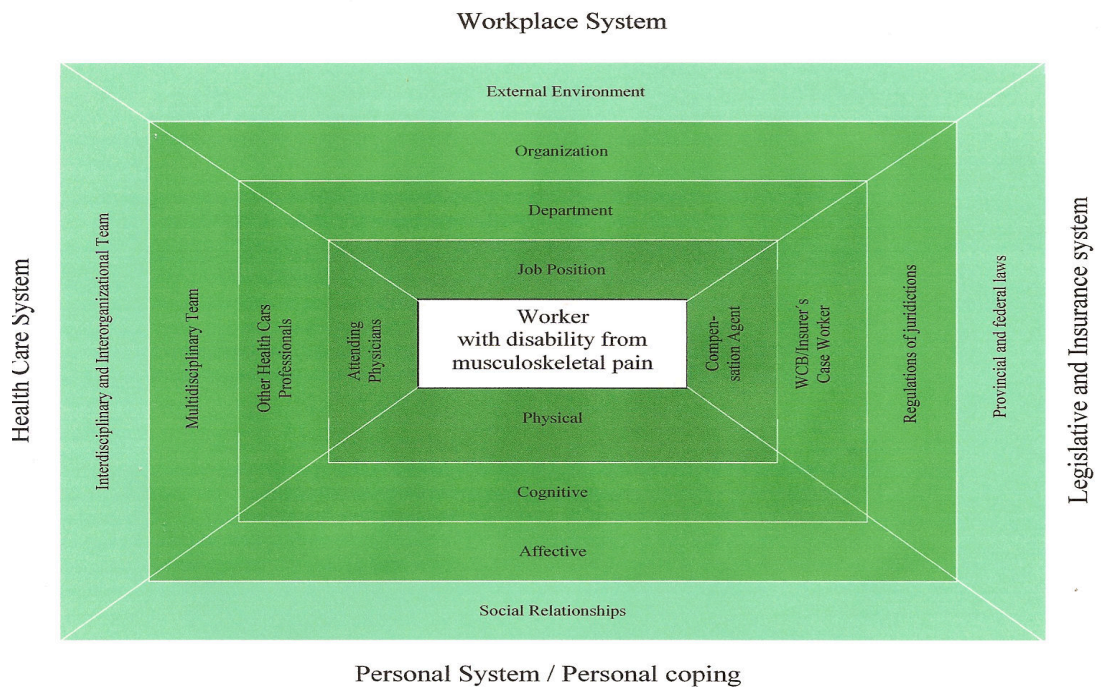 Workplace System
External Environment
Organization
Department
Job Position
Health Care System
Interdisciplinary and Interorganizational Team
Multidisciplinary Team
Other Health Cars
Professionals
Attending
Physicians
Worker
with disability from
musculoskeletal pain
Compen-
sation Agent
WCB/Insurer´s
Case Worker
Regulations of juridictions
Provincial and federal laws
Legislative and Insurance system
Physical
Cognitive
Affective
Social Relationships
Personal System / Personal coping